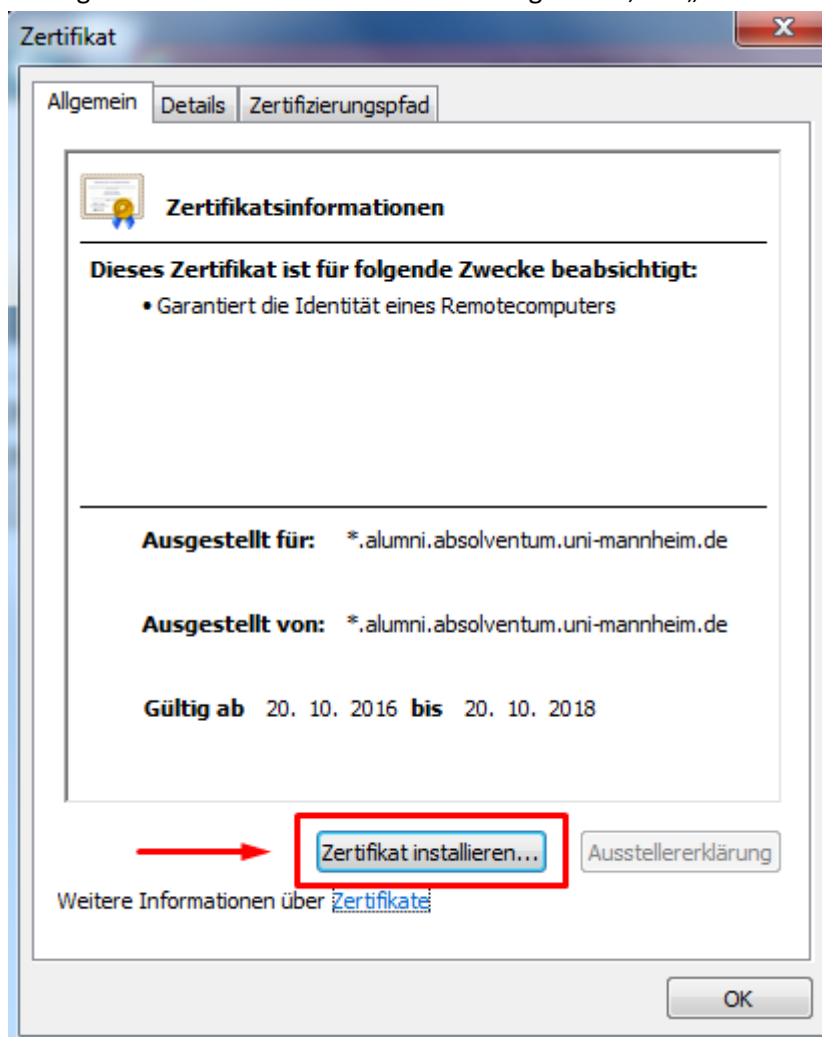 Zertifikat
Allgemein Details Zertifizierungspfad
Zertifikatsinformationen
Dieses Zertifikat ist für folgende Zwecke beabsichtigt:
• Garantiert die Identität eines Remotecomputers
Ausgestellt für: *.alumni.absolventum.uni-mannheim.de
Ausgestellt von: *.alumni.absolventum.uni-mannheim.de
Gültig ab 20. 10. 2016 bis 20. 10. 2018
Zertifikat installieren... Ausstellererklärung
Weitere Informationen über Zertifikate
OK